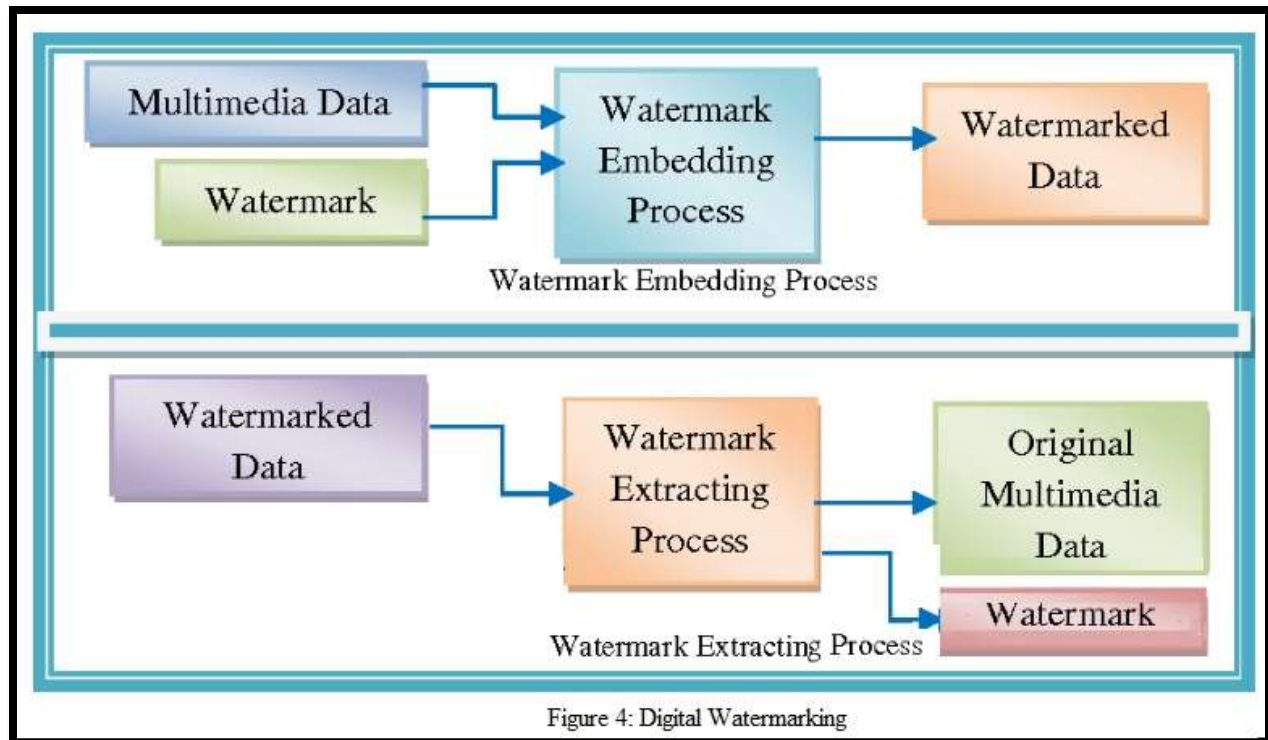 Multimedia Data
Watermark
Watermark
Embedding
Process
Watermarked
Data
Watermark Embedding Process
Watermarked
Data
Watermark
Extracting
Process
Original
Multimedia
Data
Watermark
Watermark Extracting Process
Figure 4: Digital Watermarking